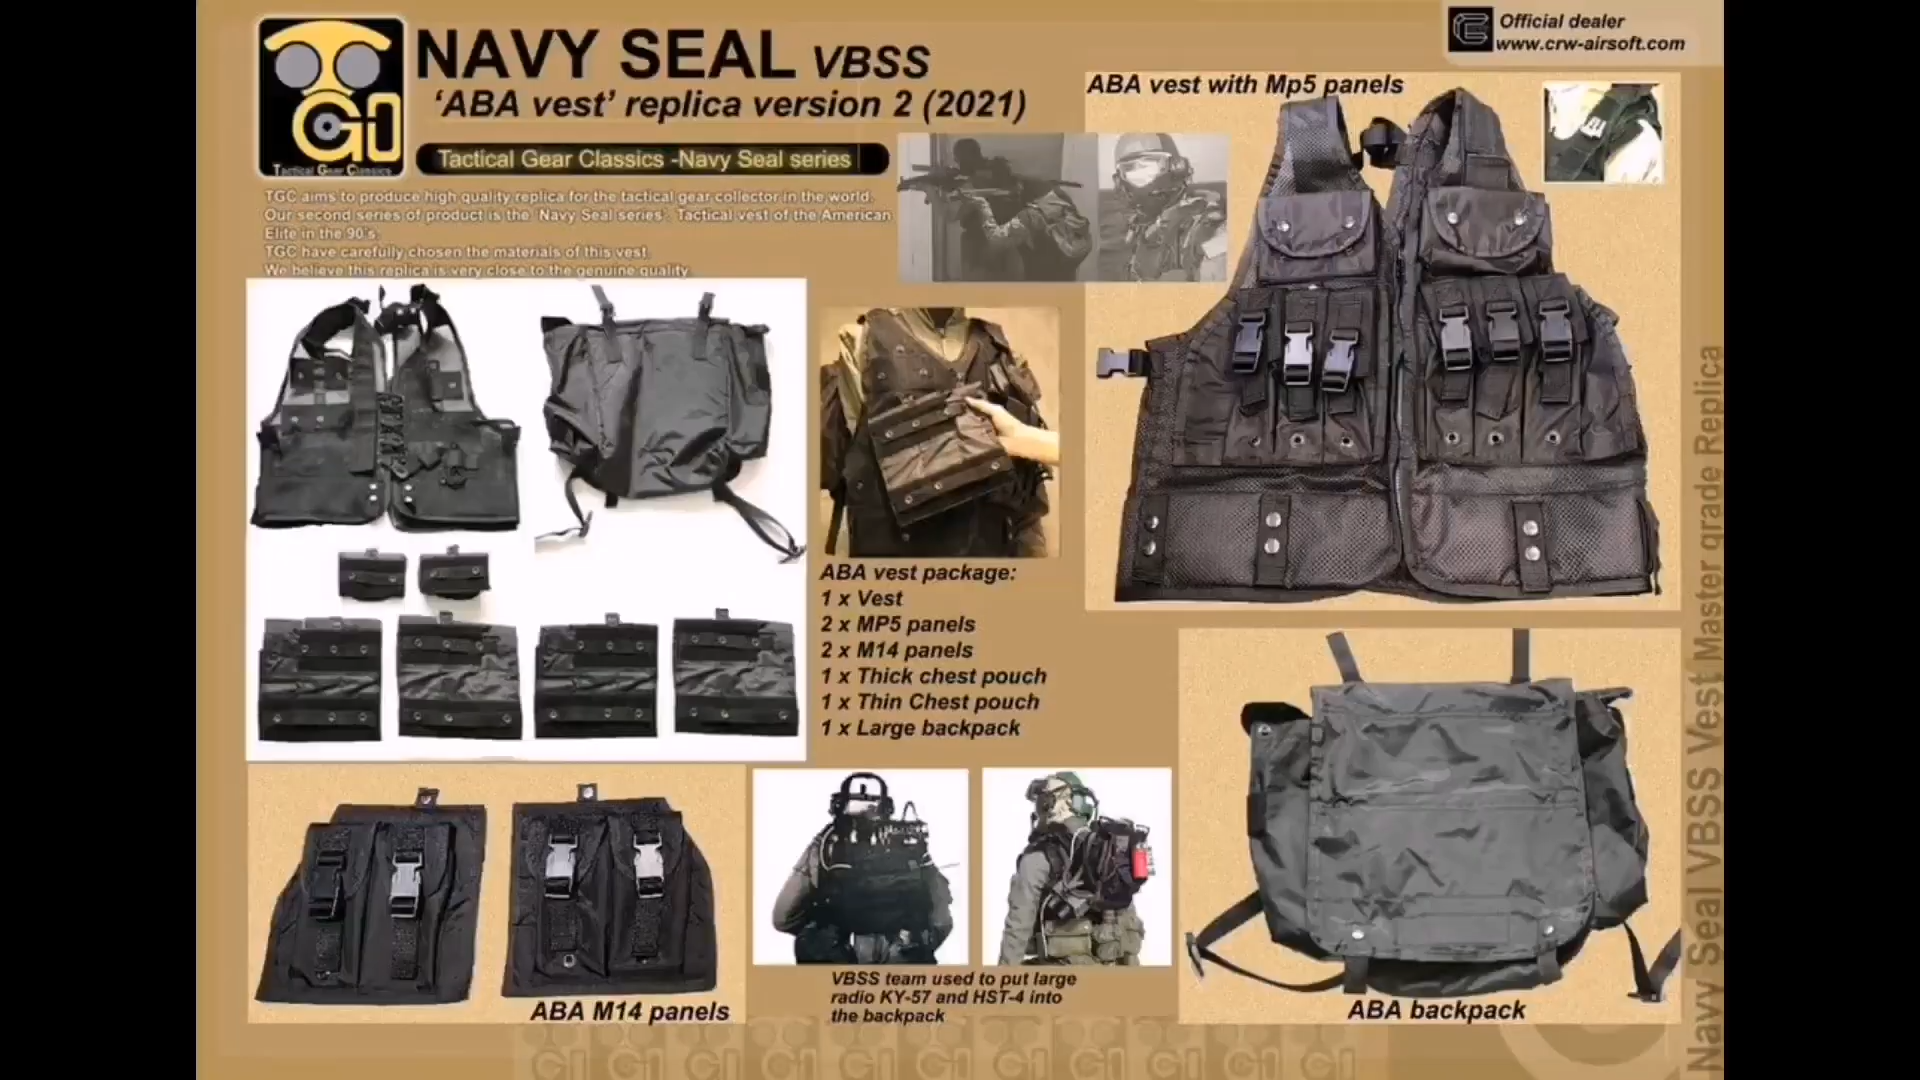 NAVY SEAL VBSS
'ABA vest' replica version 2 (2021)
Tactical Gear Classics -Navy Seal series
Tactical Gear Classics
TGC aims to produce high quality replica for the tactical gear collector in the world.
Our second series of product is the 'Navy Seal series'. Tactical vest of the American
Elite in the 90's.
TGC have carefully chosen the materials of this vest.
We believe this replica is very close to the genuine quality.
Official dealer
www.crw-airsoft.com
ABA vest with Mp5 panels
ABA vest package:
1 x Vest
2 x MP5 panels
2 x M14 panels
1 x Thick chest pouch
1 x Thin Chest pouch
1 x Large backpack
ABA M14 panels
VBSS team used to put large
radio KY-57 and HST-4 into
the backpack
ABA backpack
Navy Seal VBSS Vest Master grade Replica